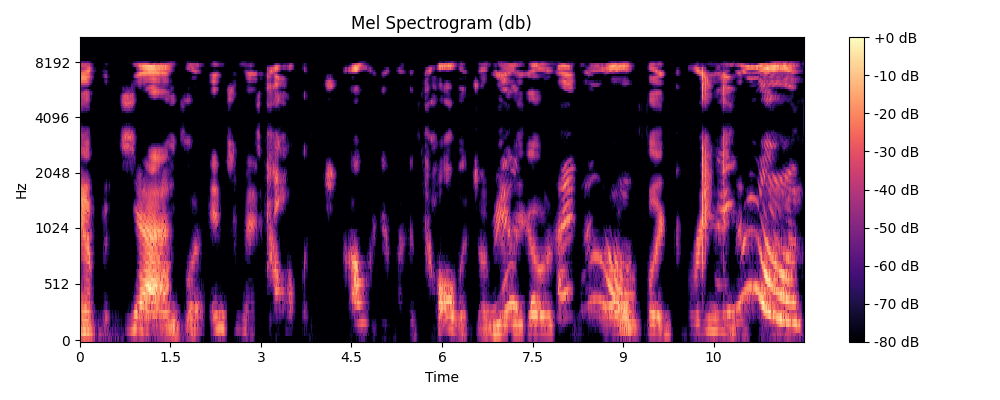 Mel Spectrogram (db)
Hz
8192
4096
2048
1024
512
0
0 1.5 3 4.5 6 7.5 9 10
Time
+0 dB
-10 dB
-20 dB
-30 dB
-40 dB
-50 dB
-60 dB
-70 dB
-80 dB